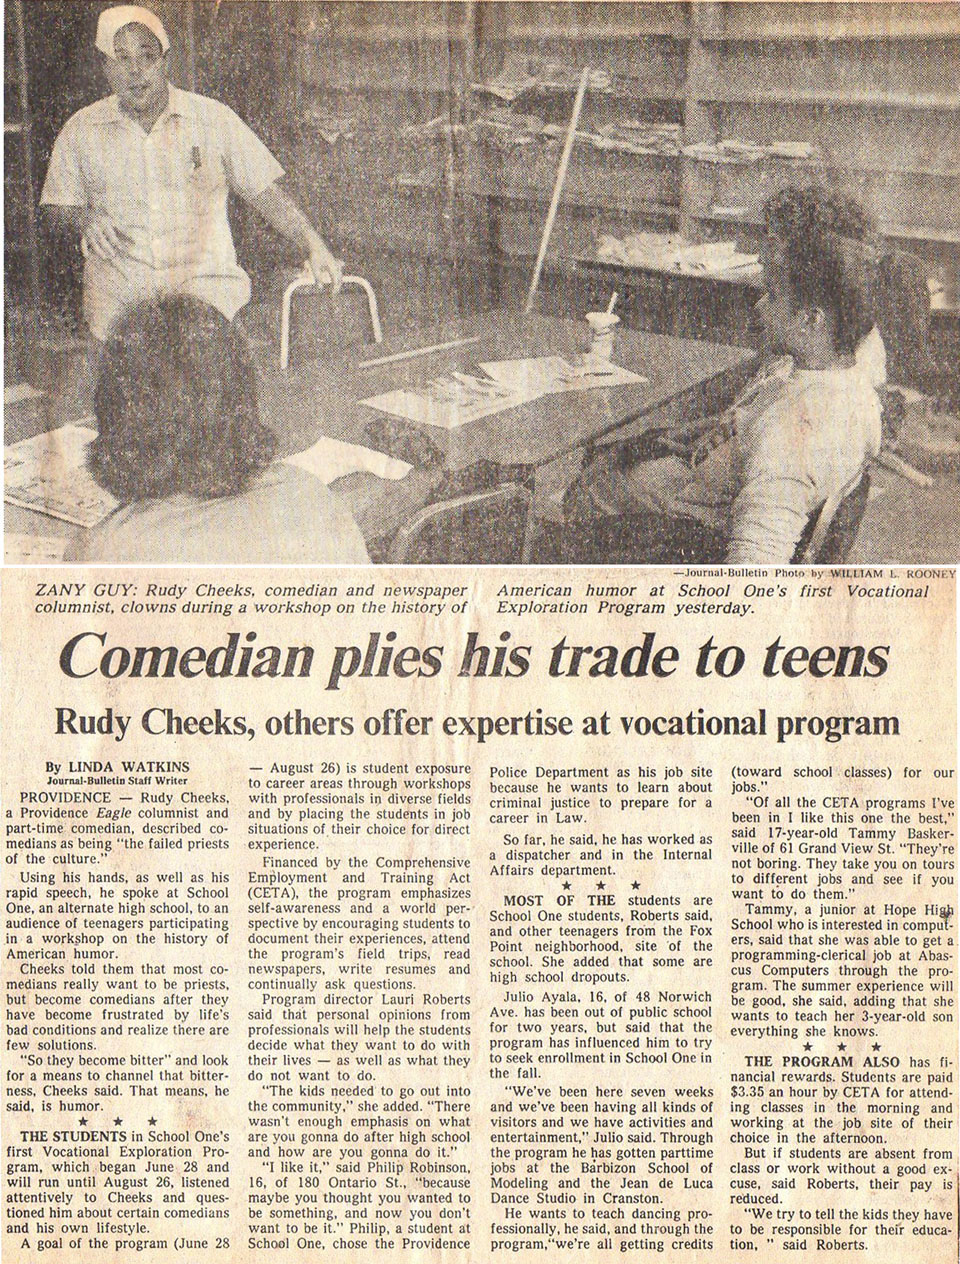 —Journal-Bulletin Photo by WILLIAM L. ROONEY
ZANY GUY: Rudy Cheeks, comedian and newspaper
columnist, clowns during a workshop on the history of
American humor at School One's first Vocational
Exploration Program yesterday.
Comedian plies his trade to teens
Rudy Cheeks, others offer expertise at vocational program
By LINDA WATKINS
Journal-Bulletin Staff Writer
PROVIDENCE — Rudy Cheeks,
a Providence Eagle columnist and
part-time comedian, described co-
medians as being "the failed priests
of the culture."
Using his hands, as well as his
rapid speech, he spoke at School
One, an alternate high school, to an
audience of teenagers participating
in a workshop on the history of
American humor.
Cheeks told them that most co-
medians really want to be priests,
but become comedians after they
have become frustrated by life's
bad conditions and realize there are
few solutions.
"So they become bitter" and look
for a means to channel that bitter-
ness, Cheeks said. That means, he
said, is humor.
★ ★ ★
THE STUDENTS in School One's
first Vocational Exploration Pro-
gram, which began June 28 and
will run until August 26, listened
attentively to Cheeks and ques-
tioned him about certain comedians
and his own lifestyle.
A goal of the program (June 28
— August 26) is student exposure
to career areas through workshops
with professionals in diverse fields
and by placing the students in job
situations of their choice for direct
experience.
Financed by the Comprehensive
Employment and Training Act
(CETA), the program emphasizes
self-awareness and a world per-
spective by encouraging students to
document their experiences, attend
the program's field trips, read
newspapers, write resumes and
continually ask questions.
Program director Lauri Roberts
said that personal opinions from
professionals will help the students
decide what they want to do with
their lives — as well as what they
do not want to do.
"The kids needed to go out into
the community," she added. "There
wasn't enough emphasis on what
are you gonna do after high school
and how are you gonna do it."
"I like it," said Philip Robinson,
16, of 180 Ontario St., "because
maybe you thought you wanted to
be something, and now you don't
want to be it." Philip, a student at
School One, chose the Providence
Police Department as his job site
because he wants to learn about
criminal justice to prepare for a
career in Law.
So far, he said, he has worked as
a dispatcher and in the Internal
Affairs department.
★ ★ ★
MOST OF THE students are
School One students, Roberts said,
and other teenagers from the Fox
Point neighborhood, site of the
school. She added that some are
high school dropouts.
Julio Ayala, 16, of 48 Norwich
Ave. has been out of public school
for two years, but said that the
program has influenced him to try
to seek enrollment in School One in
the fall.
"We've been here seven weeks
and we've been having all kinds of
visitors and we have activities and
entertainment," Julio said. Through
the program he has gotten parttime
jobs at the Barbizon School of
Modeling and the Jean de Luca
Dance Studio in Cranston.
He wants to teach dancing pro-
fessionally, he said, and through the
program,"we're all getting credits
(toward school classes) for our
jobs."
"Of all the CETA programs I've
been in I like this one the best,"
said 17-year-old Tammy Basker-
ville of 61 Grand View St. "They're
not boring. They take you on tours
to different jobs and see if you
want to do them."
Tammy, a junior at Hope High
School who is interested in comput-
ers, said that she was able to get a
programming-clerical job at Abas-
cus Computers through the pro-
gram. The summer experience will
be good, she said, adding that she
wants to teach her 3-year-old son
everything she knows.
★ ★ ★
THE PROGRAM ALSO has fi-
nancial rewards. Students are paid
$3.35 an hour by CETA for attend-
ing classes in the morning and
working at the job site of their
choice in the afternoon.
But if students are absent from
class or work without a good ex-
cuse, said Roberts, their pay is
reduced.
"We try to tell the kids they have
to be responsible for their educa-
tion, " said Roberts.